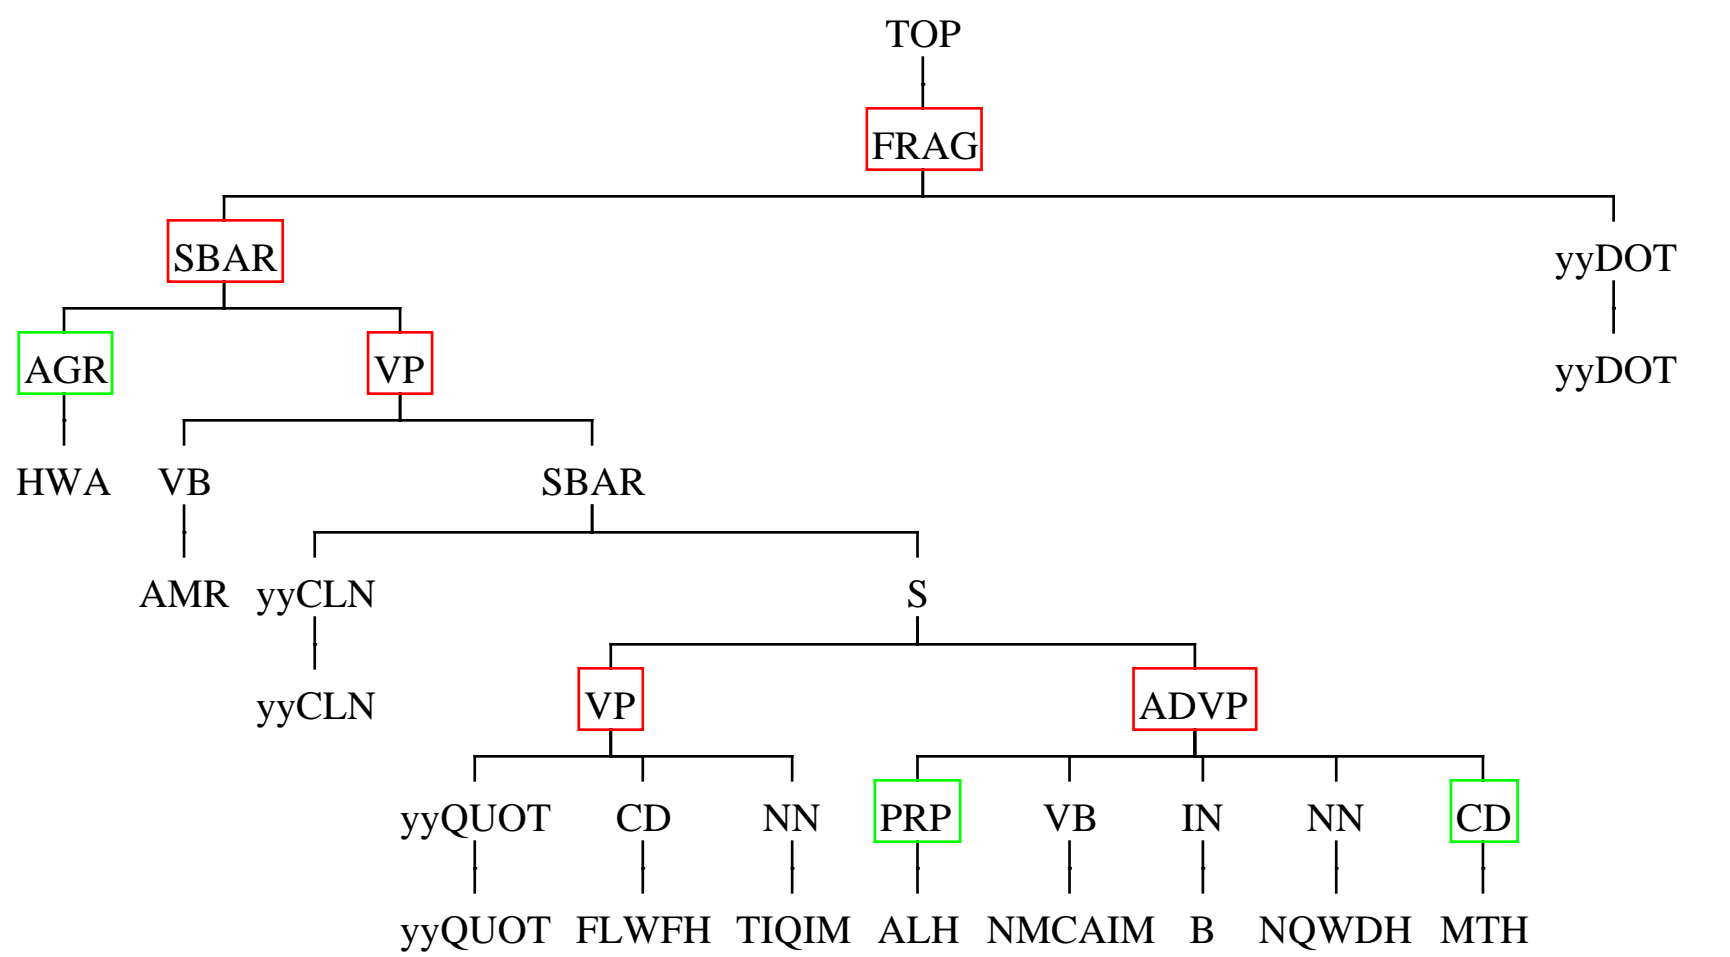 TOP
FRAG
SBAR yyDOT
AGR VP yyDOT
HWA VB SBAR
AMR yyCLN S
yyCLN VP ADVP
yyQUOT CD NN PRP VB IN NN CD
yyQUOT FLWFH TIQIM ALH NMCAIM B NQWDH MTH